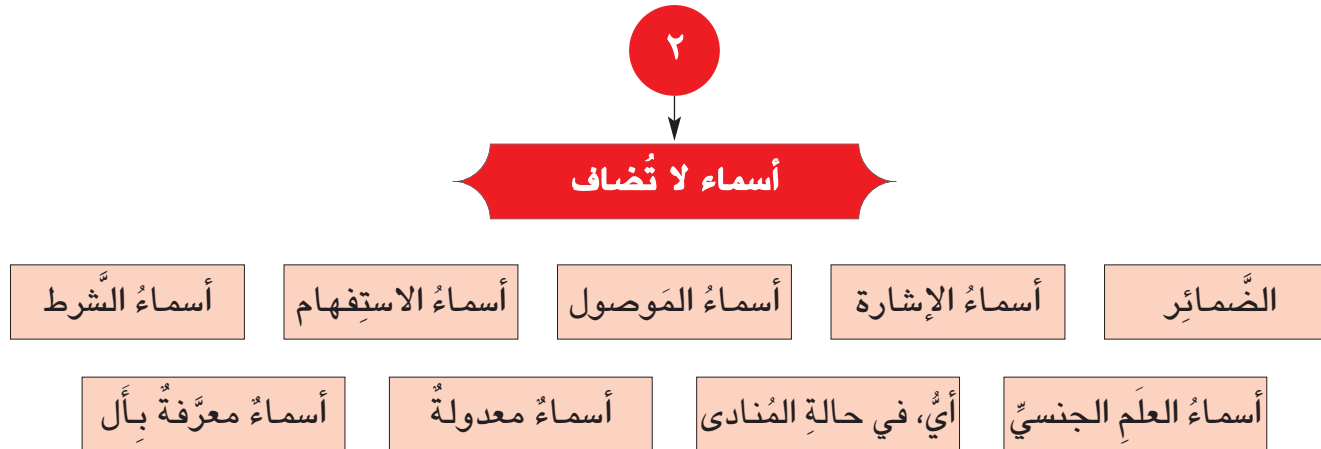 ٢
أسماء لا تُضاف
الضَّمائِر أسماءُ الإشارة أسماءُ المَوصول أسماءُ الاستِفهام أسماءُ الشَّرط
أسماءُ العلَمِ الجنسيِّ أيُّ، في حالةِ المُنادى أسماءٌ معدولةٌ أسماءٌ معرَّفةٌ بِأَل